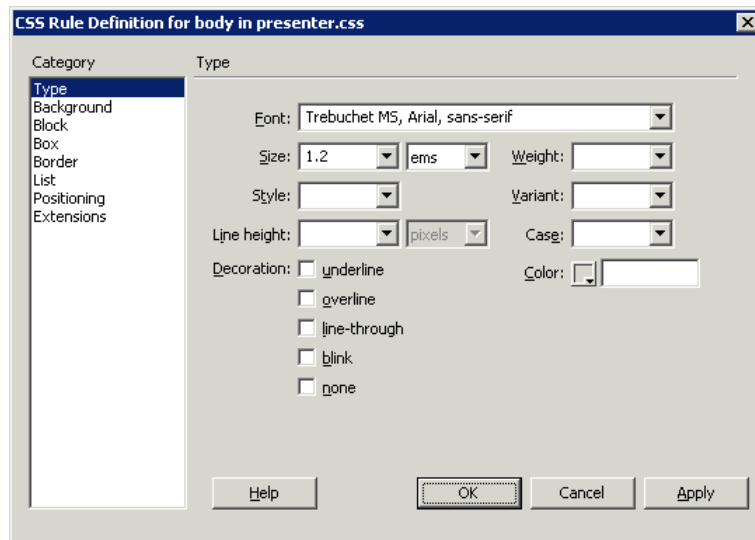 CSS Rule Definition for body in presenter.css
Category
Type
Type
Background
Block
Box
Border
List
Positioning
Extensions
Font: Trebuchet MS, Arial, sans-serif
Size: 1.2 ems Weight:
Style: Variant:
Line height: pixels Case:
Decoration: underline Color:
overline
line-through
blink
none
Help OK Cancel Apply